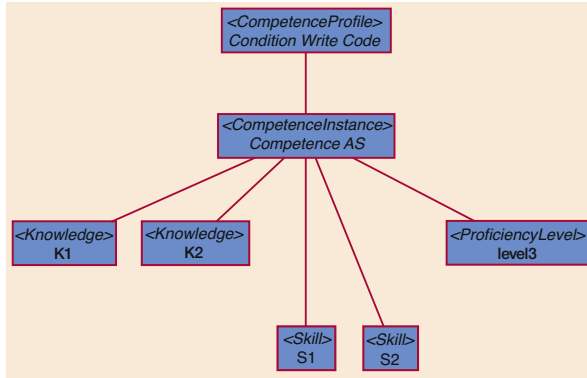 <CompetenceProfile>
Condition Write Code
<CompetenceInstance>
Competence AS
<Knowledge>
K1
<Knowledge>
K2
<ProficiencyLevel>
level3
<Skill>
S1
<Skill>
S2